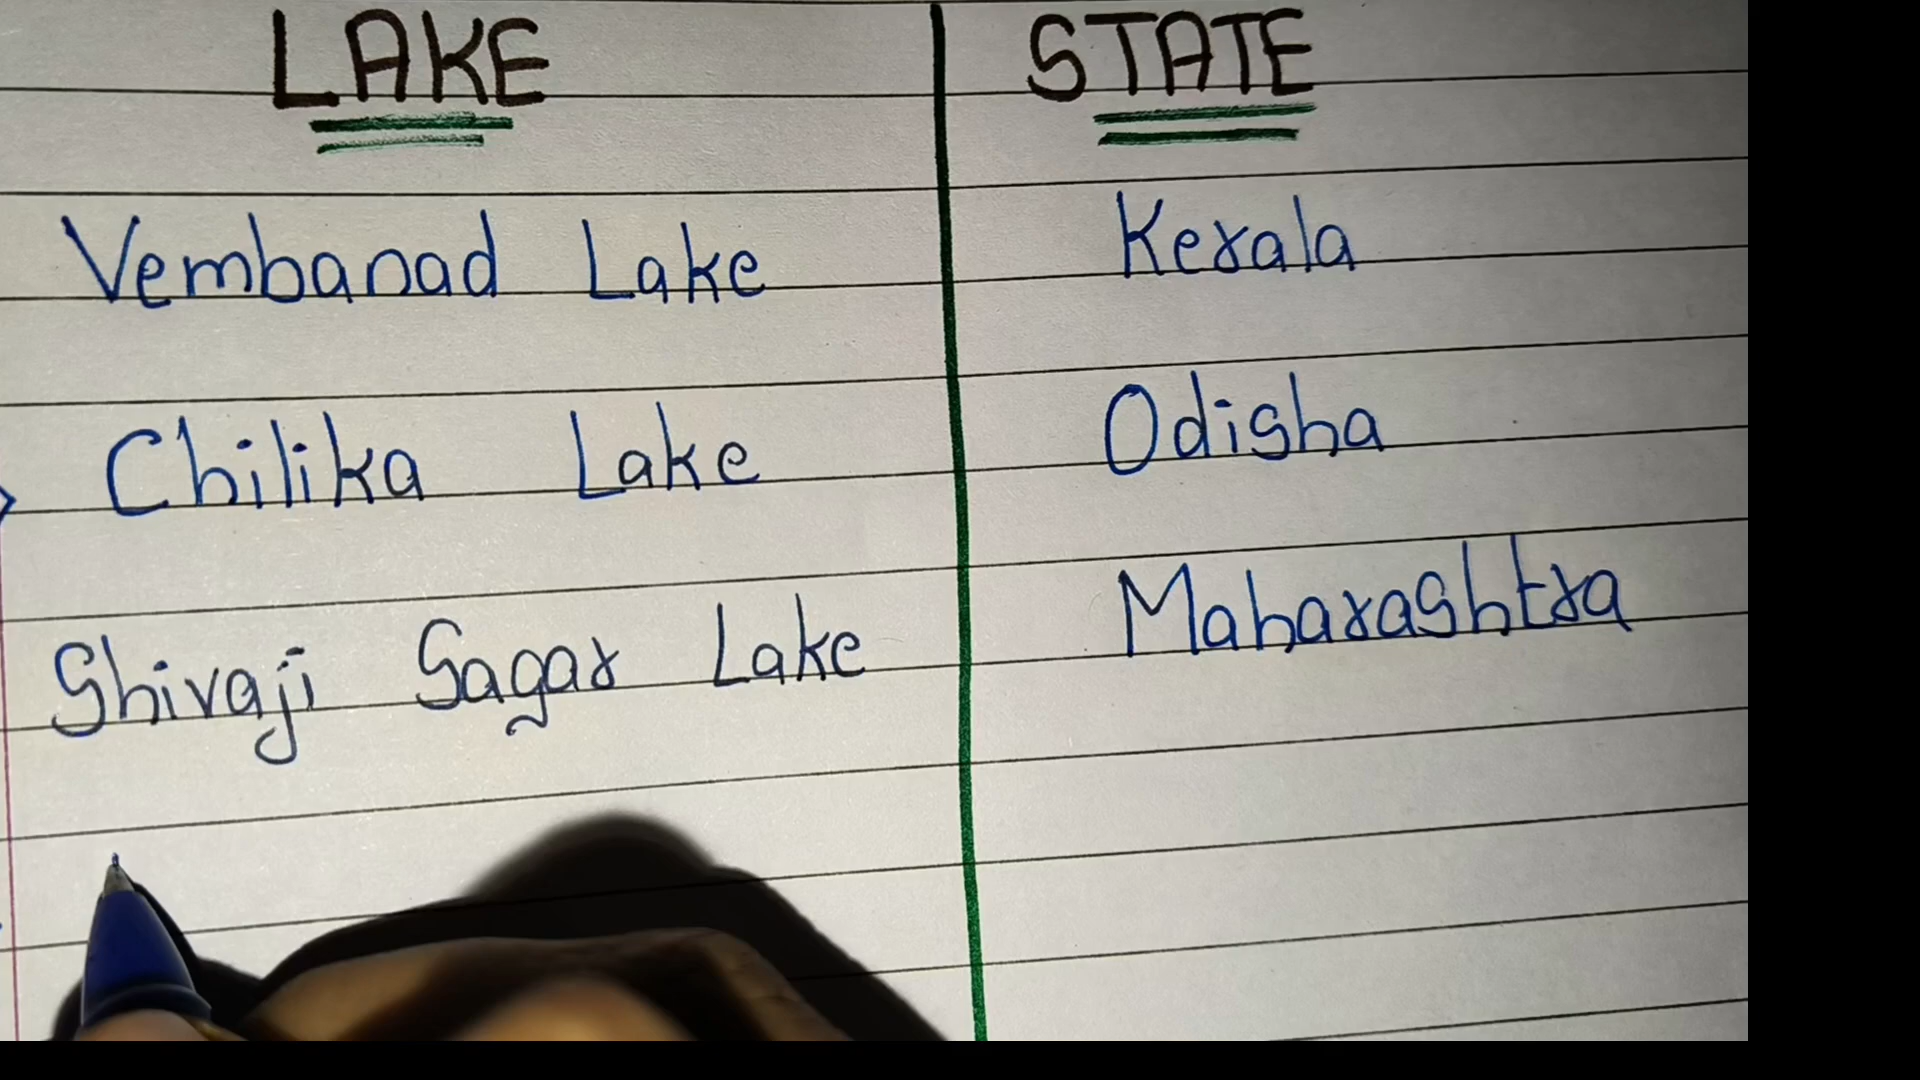 LAKE STATE
Vembanad Lake Kerala
Chilika Lake Odisha
Shivaji Sagar Lake Maharashtra